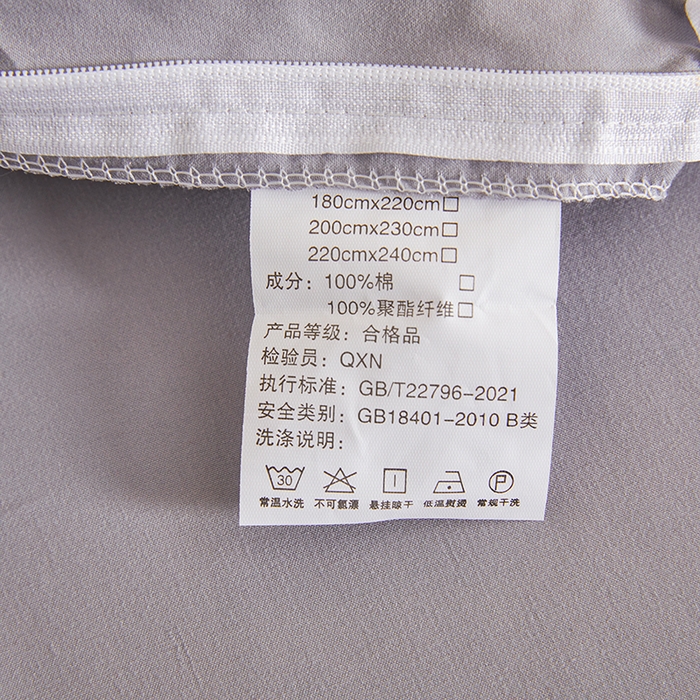 180cmx220cm□
200cmx230cm□
220cmx240cm□
成分：100%棉 □
100%聚酯纤维□
产品等级：合格品
检验员：QXN
执行标准：GB/T22796-2021
安全类别：GB18401-2010 B类
洗涤说明：
30 P
常温水洗 不可氯漂 悬挂晾干 低温熨烫 常规干洗